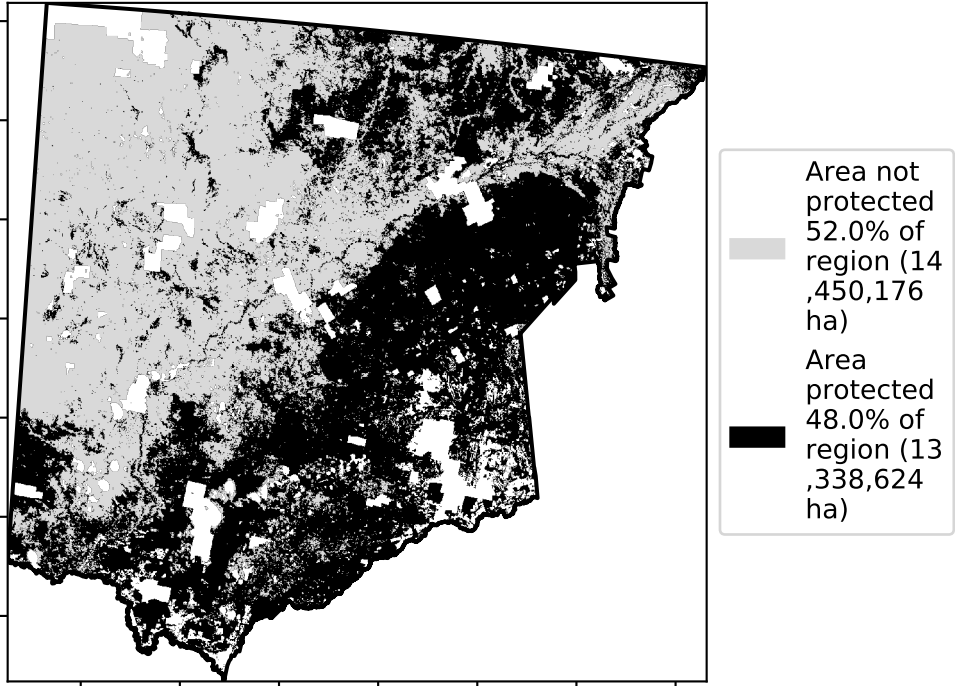 Area not
protected
52.0% of
region (14
,450,176
ha)
Area
protected
48.0% of
region (13
,338,624
ha)